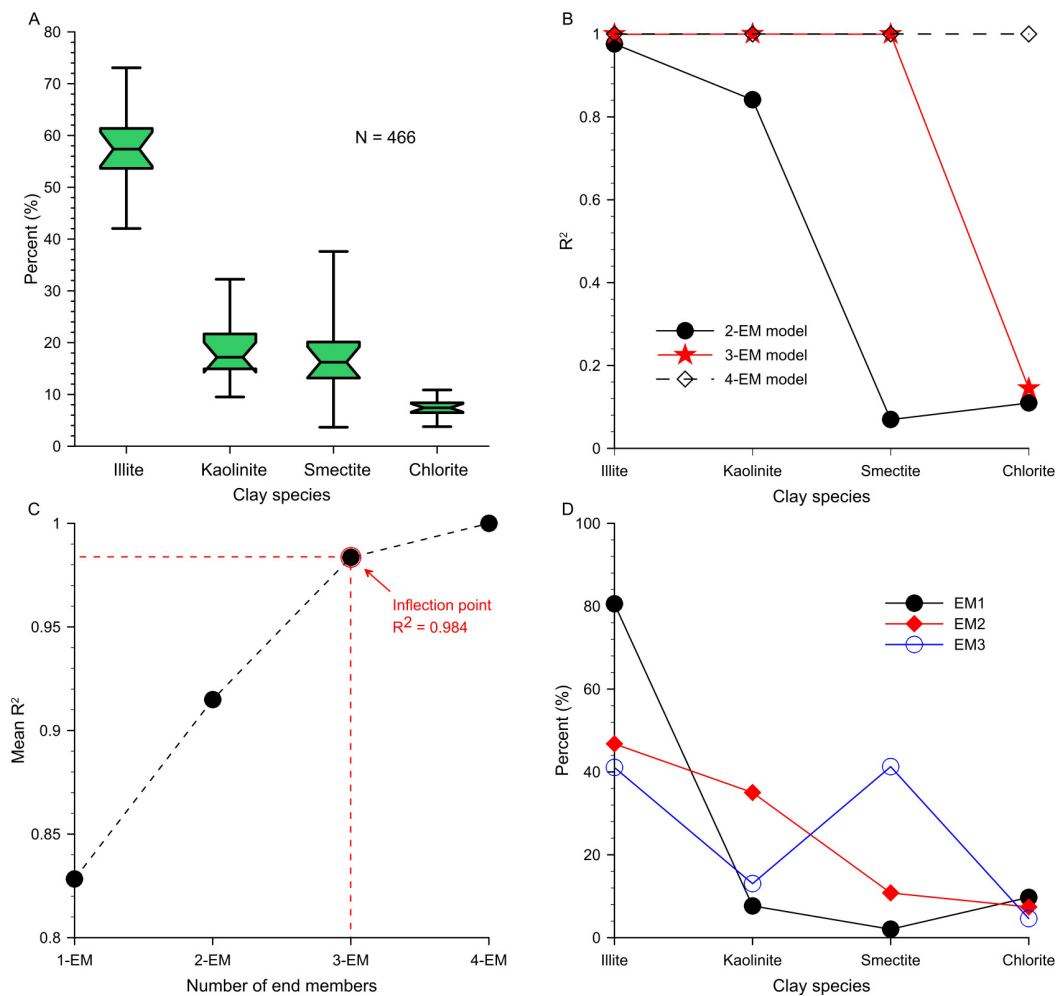 A
80
70
60
50
40
30
20
10
0
Percent (%)
N = 466
Illite
Kaolinite
Smectite
Chlorite
Clay species
B
1
0.8
0.6
0.4
0.2
0
R²
2-EM model
3-EM model
4-EM model
Illite
Kaolinite
Smectite
Chlorite
Clay species
C
1
0.95
0.9
0.85
0.8
Mean R²
Inflection point
R² = 0.984
1-EM
2-EM
3-EM
4-EM
Number of end members
D
100
80
60
40
20
0
Percent (%)
EM1
EM2
EM3
Illite
Kaolinite
Smectite
Chlorite
Clay species